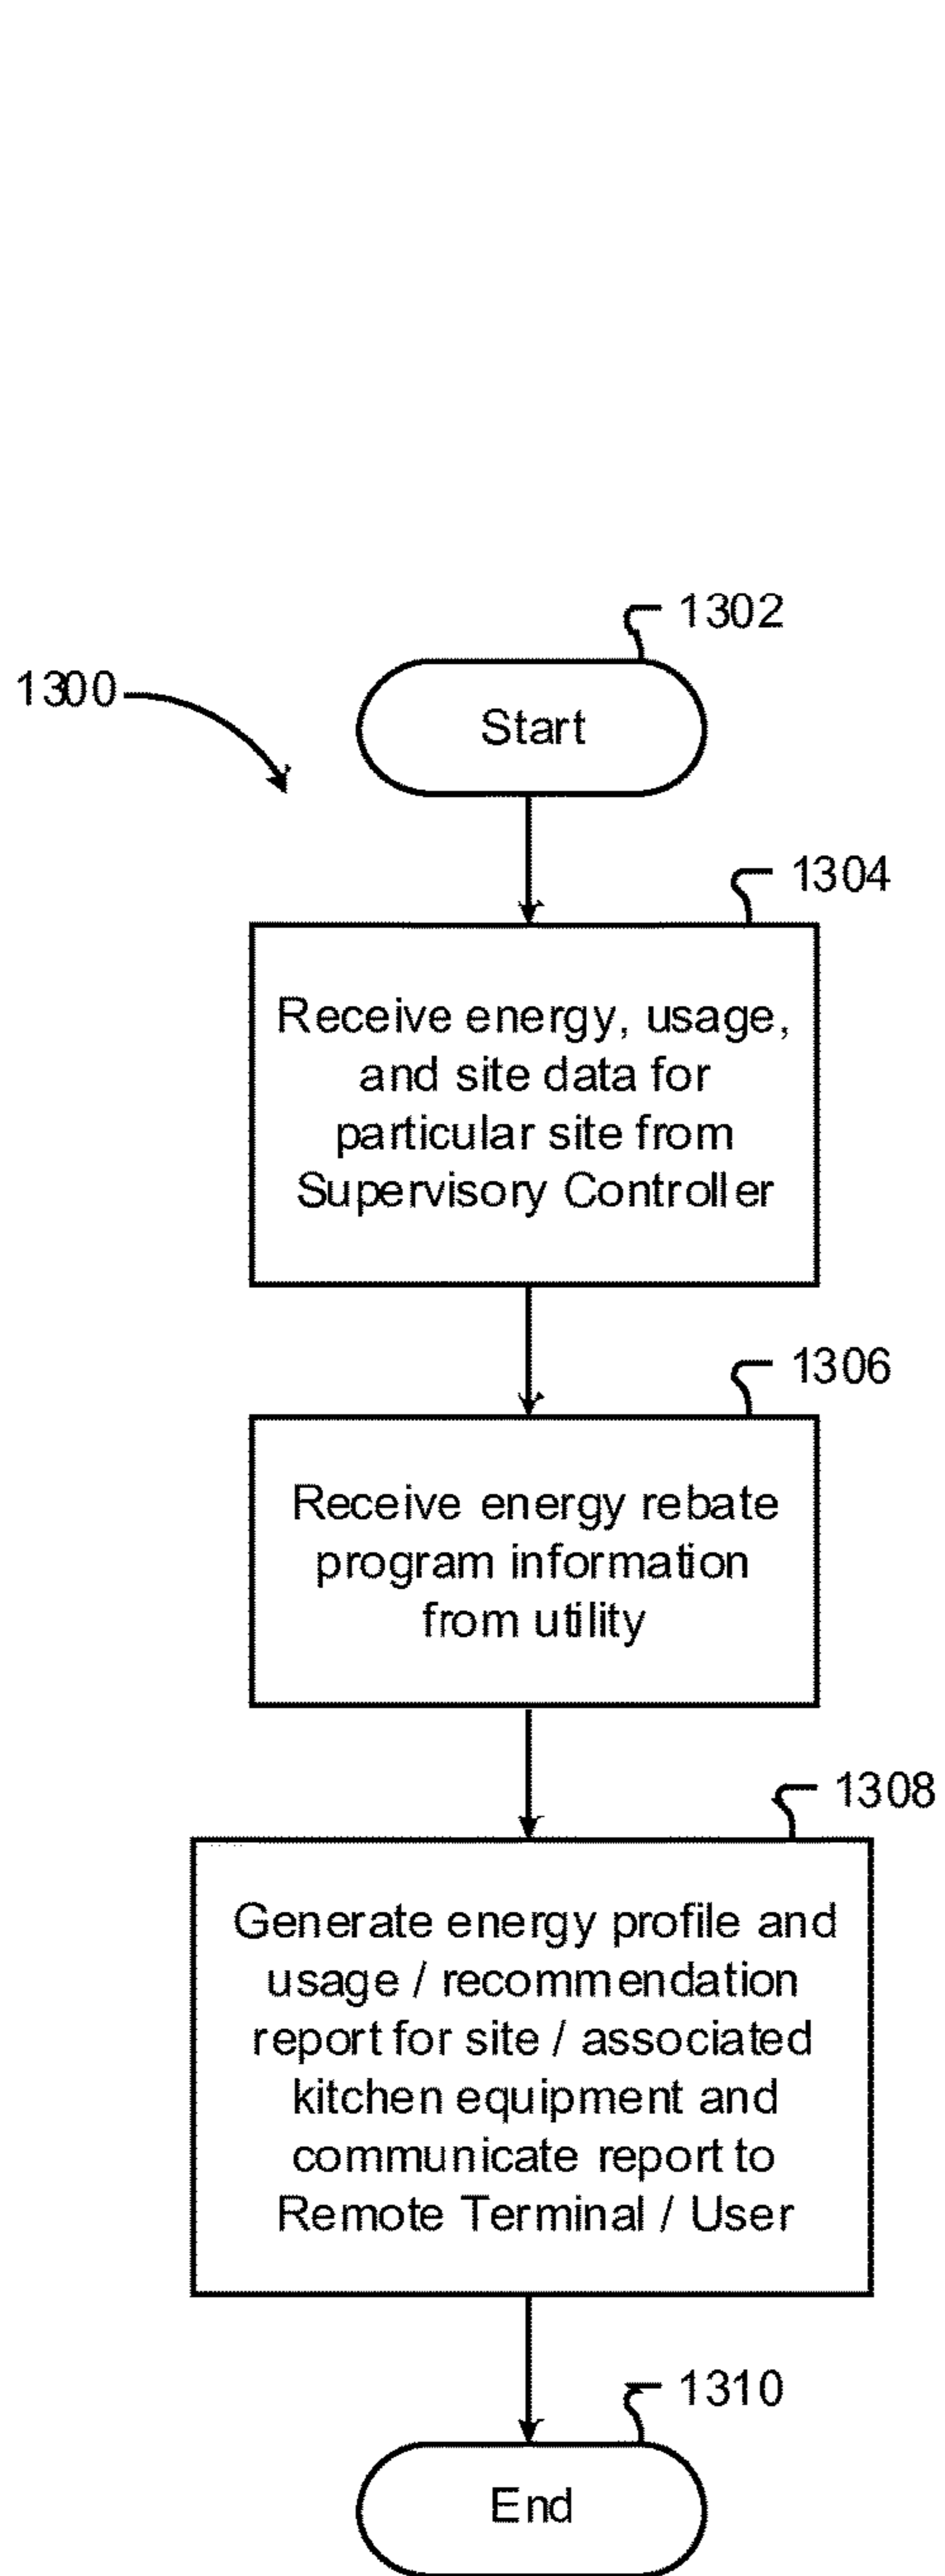 1302
1300
Start
1304
Receive energy, usage,
and site data for
particular site from
Supervisory Controller
1306
Receive energy rebate
program information
from utility
1308
Generate energy profile and
usage / recommendation
report for site / associated
kitchen equipment and
communicate report to
Remote Terminal / User
1310
End